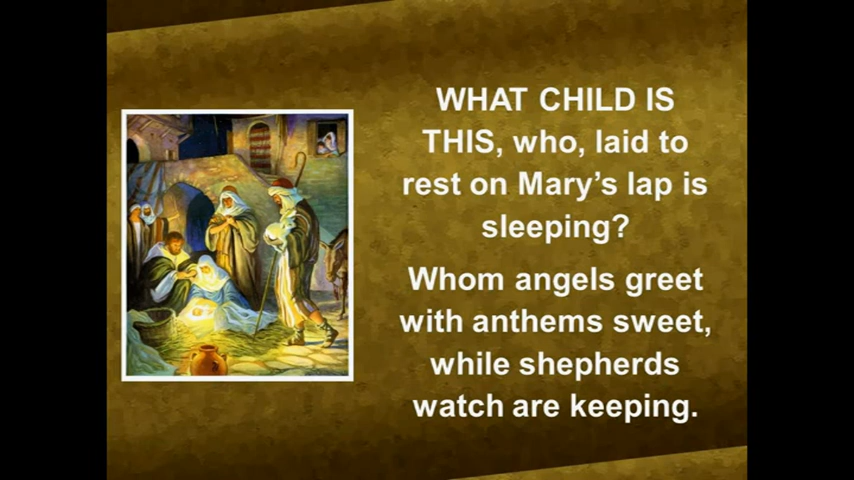 WHAT CHILD IS
THIS, who, laid to
rest on Mary’s lap is
sleeping?
Whom angels greet
with anthems sweet,
while shepherds
watch are keeping.